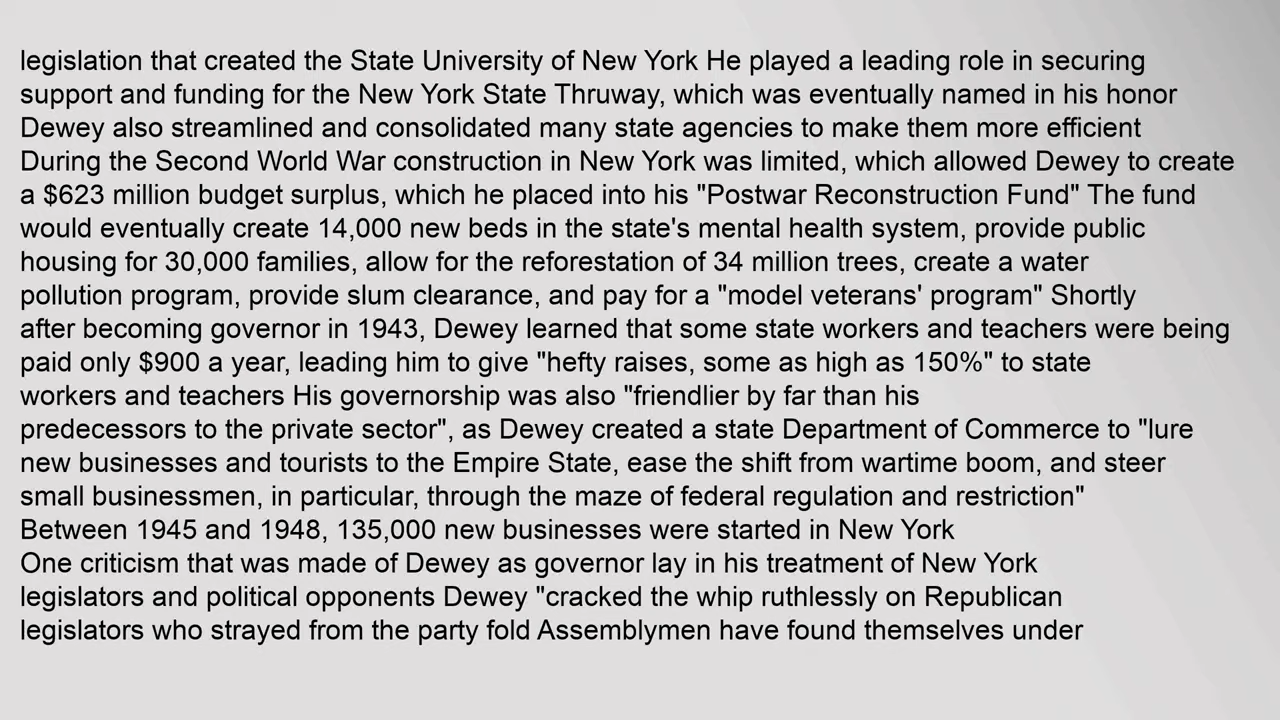 legislation that created the State University of New York He played a leading role in securing
support and funding for the New York State Thruway, which was eventually named in his honor
Dewey also streamlined and consolidated many state agencies to make them more efficient
During the Second World War construction in New York was limited, which allowed Dewey to create
a $623 million budget surplus, which he placed into his "Postwar Reconstruction Fund" The fund
would eventually create 14,000 new beds in the state's mental health system, provide public
housing for 30,000 families, allow for the reforestation of 34 million trees, create a water
pollution program, provide slum clearance, and pay for a "model veterans' program" Shortly
after becoming governor in 1943, Dewey learned that some state workers and teachers were being
paid only $900 a year, leading him to give "hefty raises, some as high as 150%" to state
workers and teachers His governorship was also "friendlier by far than his
predecessors to the private sector", as Dewey created a state Department of Commerce to "lure
new businesses and tourists to the Empire State, ease the shift from wartime boom, and steer
small businessmen, in particular, through the maze of federal regulation and restriction"
Between 1945 and 1948, 135,000 new businesses were started in New York
One criticism that was made of Dewey as governor lay in his treatment of New York
legislators and political opponents Dewey "cracked the whip ruthlessly on Republican
legislators who strayed from the party fold Assemblymen have found themselves under